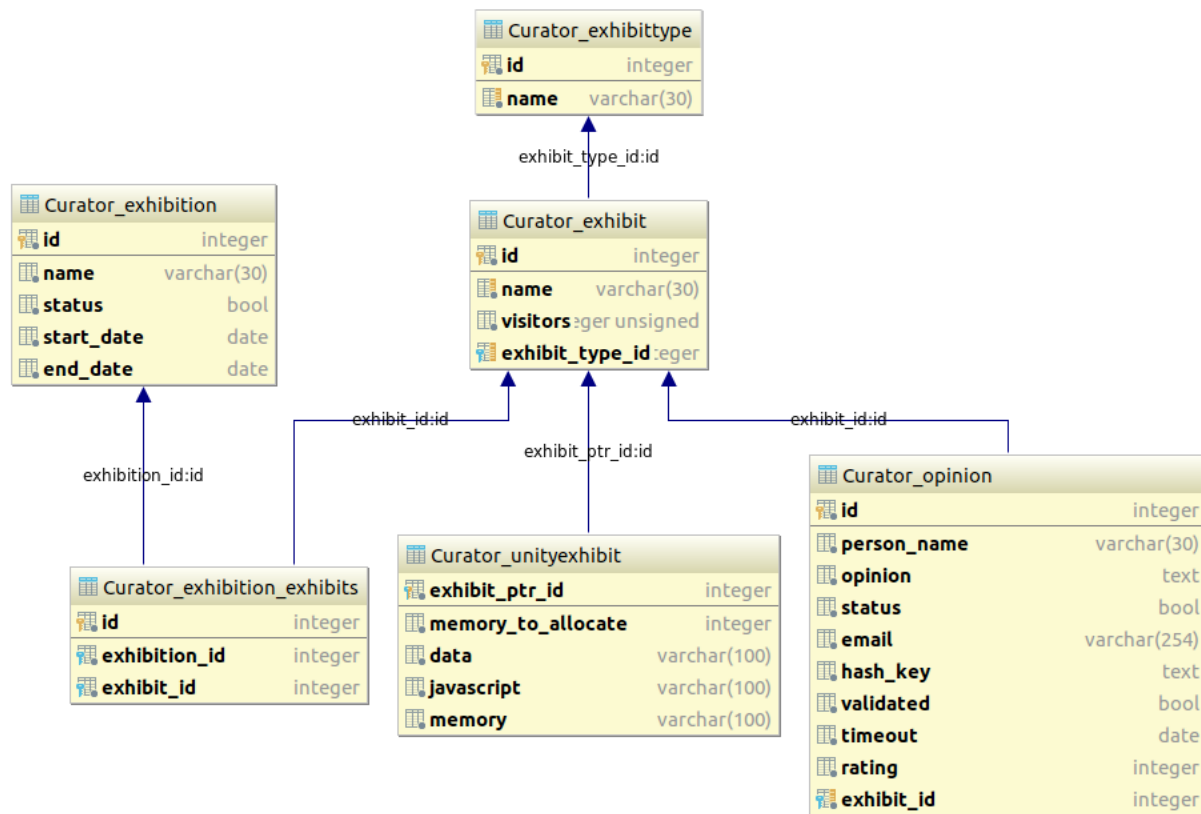 Curator_exhibittype
id integer
name varchar(30)
exhibit_type_id:id
Curator_exhibition
id integer
name varchar(30)
status bool
start_date date
end_date date
Curator_exhibit
id integer
name varchar(30)
visitors eger unsigned
exhibit_type_id eger
exhibit_id:id
exhibit_id:id
exhibit_ptr_id:id
exhibition_id:id
Curator_exhibition_exhibits
id integer
exhibition_id integer
exhibit_id integer
Curator_unityexhibit
exhibit_ptr_id integer
memory_to_allocate integer
data varchar(100)
javascript varchar(100)
memory varchar(100)
Curator_opinion
id integer
person_name varchar(30)
opinion text
status bool
email varchar(254)
hash_key text
validated bool
timeout date
rating integer
exhibit_id integer